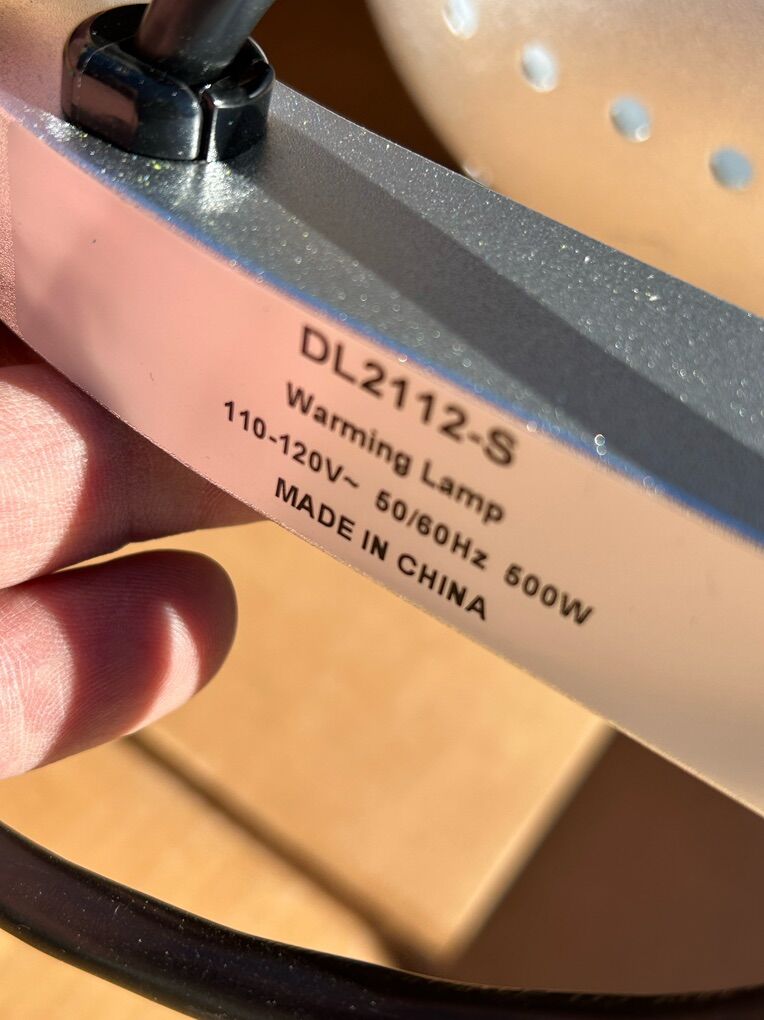 DL2112-S
Warming Lamp
110-120V~ 50/60Hz 500W
MADE IN CHINA